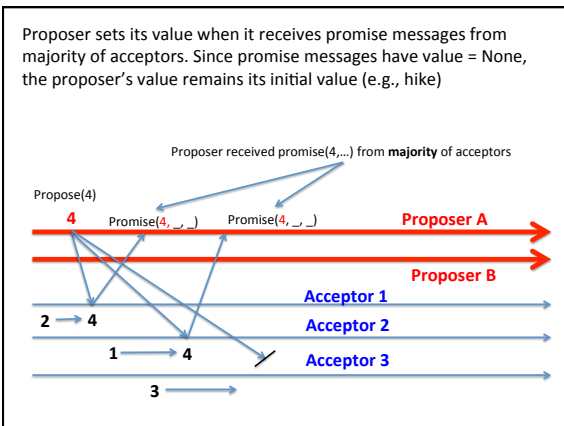 Proposer sets its value when it receives promise messages from
majority of acceptors. Since promise messages have value = None,
the proposer's value remains its initial value (e.g., hike)
Proposer received promise(4,...) from majority of acceptors
Propose(4)
4
Promise(4, _, _)
Promise(4, _, _)
Proposer A
Proposer B
Acceptor 1
2 4
Acceptor 2
1 4
Acceptor 3
3